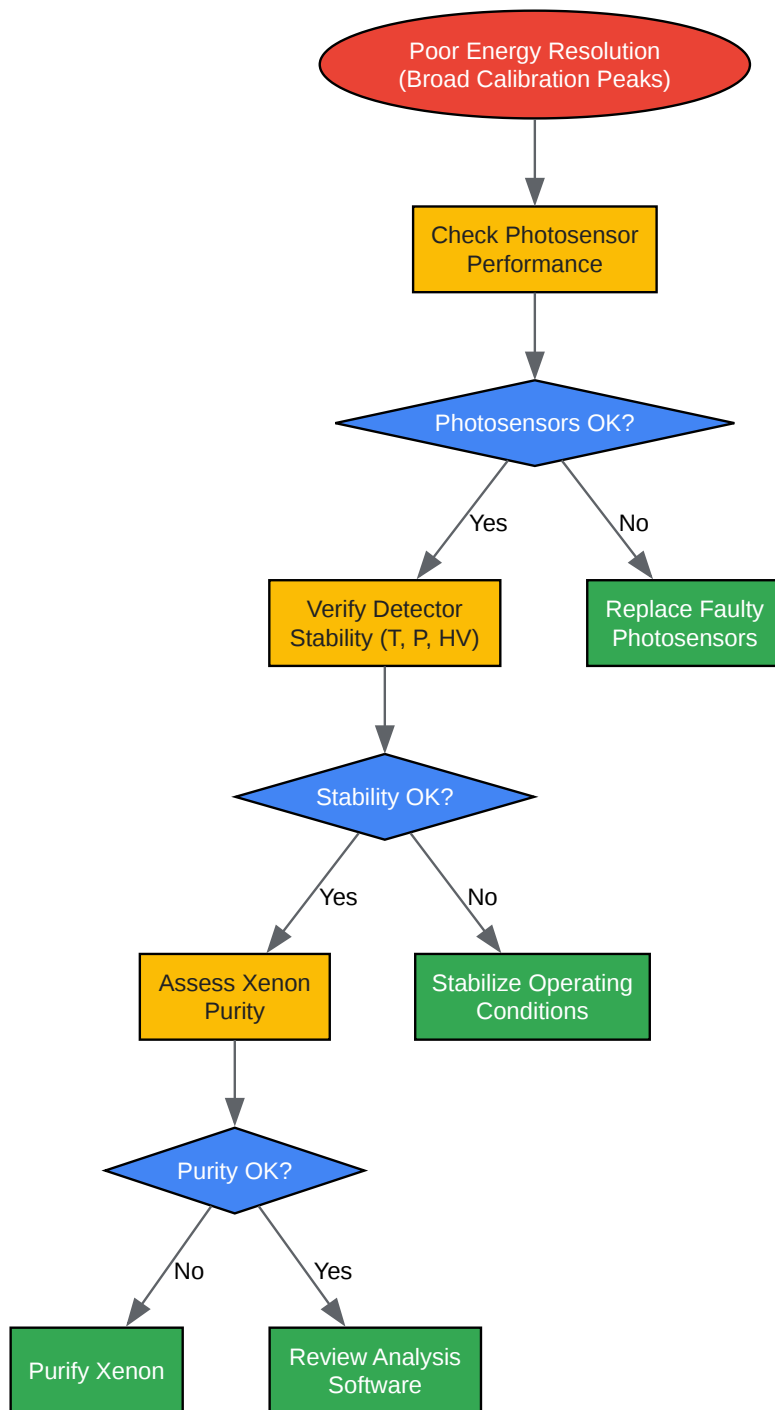 Poor Energy Resolution
(Broad Calibration Peaks)
Check Photosensor
Performance
Photosensors OK?
Yes
No
Verify Detector
Stability (T, P, HV)
Replace Faulty
Photosensors
Stability OK?
Yes
No
Assess Xenon
Purity
Stabilize Operating
Conditions
Purity OK?
No
Yes
Purify Xenon
Review Analysis
Software